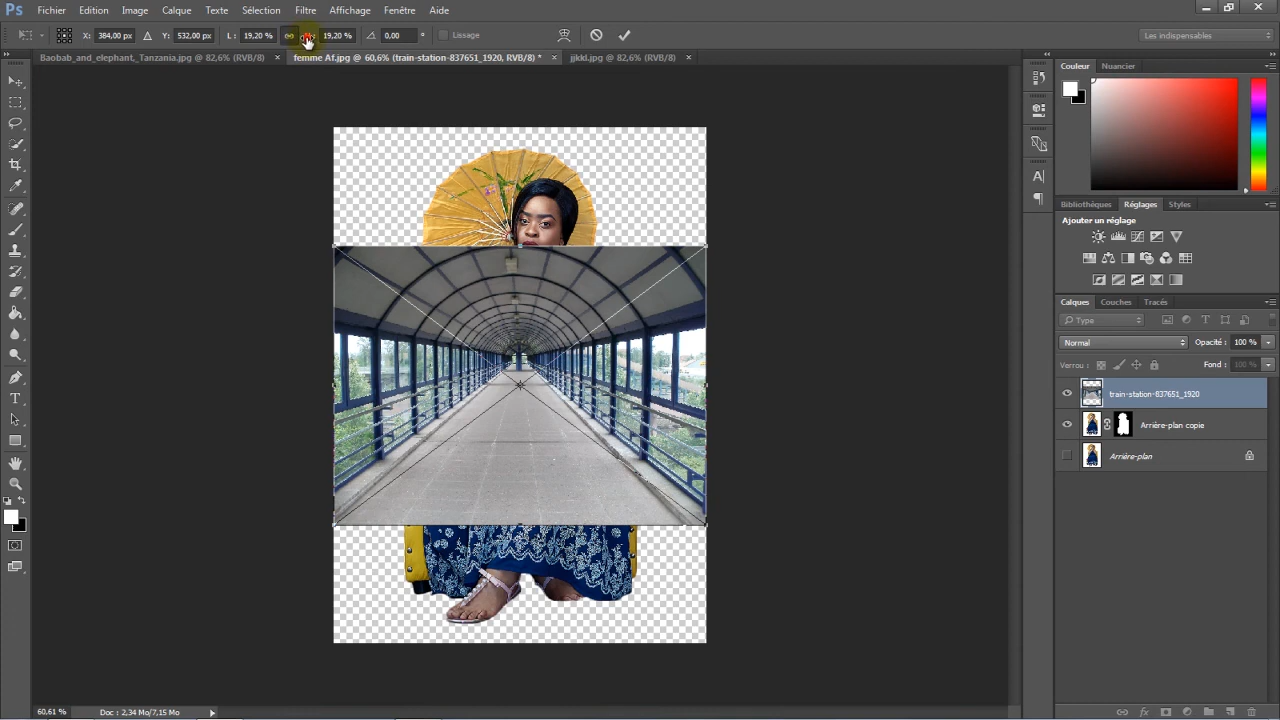 Ps Fichier Edition Image Calque Texte Sélection Filtre Affichage Fenêtre Aide
X: 384,00 px Y: 532,00 px L : 19,20 % 19,20 % 0,00 ° Lissage Les indispensables
Baobab_and_elephant,_Tanzania.jpg @ 82,6% (RVB/8) × femme Af.jpg @ 60,6% (train-station-837651_1920, RVB/8) * × jjkkl.jpg @ 82,6% (RVB/8) ×
Couleur Nuancier
Bibliothèques Réglages Styles
Ajouter un réglage
Calques Couches Tracés
Type
Normal Opacité : 100 %
Verrou : Fond : 100 %
train-station-837651_1920
Arrière-plan copie
Arrière-plan
60,61 % Doc : 2,34 Mo/7,15 Mo